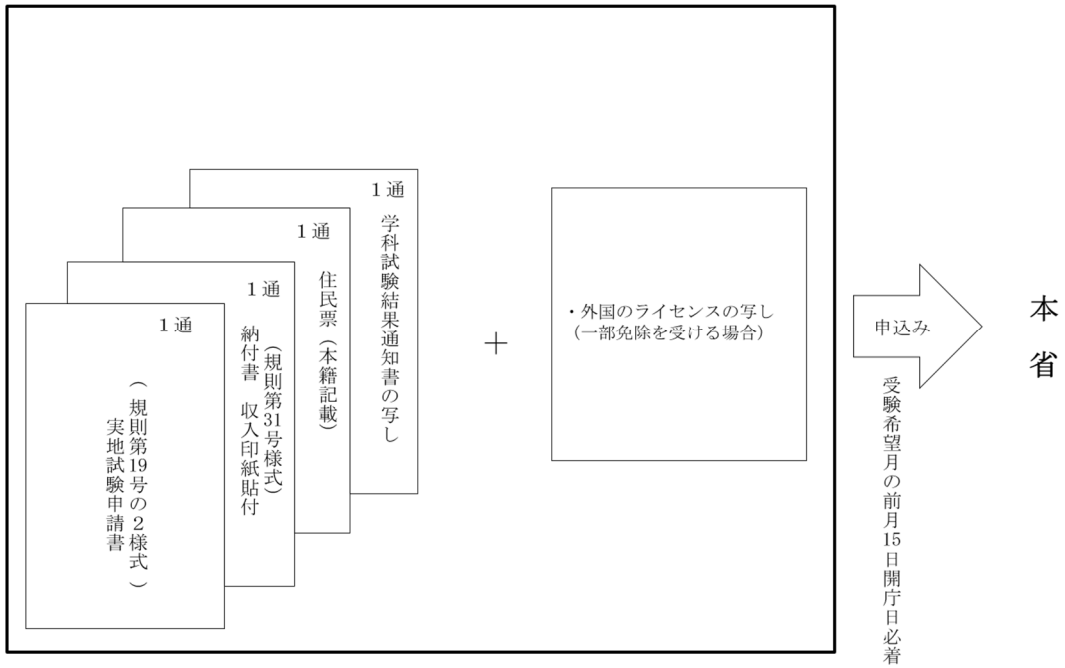 1通
(規則第19号の2様式)
実地試験申請書
1通
(規則第31号様式)
納付書 収入印紙貼付
1通
住民票(本籍記載)
1通
学科試験結果通知書の写し
+
・外国のライセンスの写し
(一部免除を受ける場合)
申込み
受験希望月の前月15日開庁日必着
本省